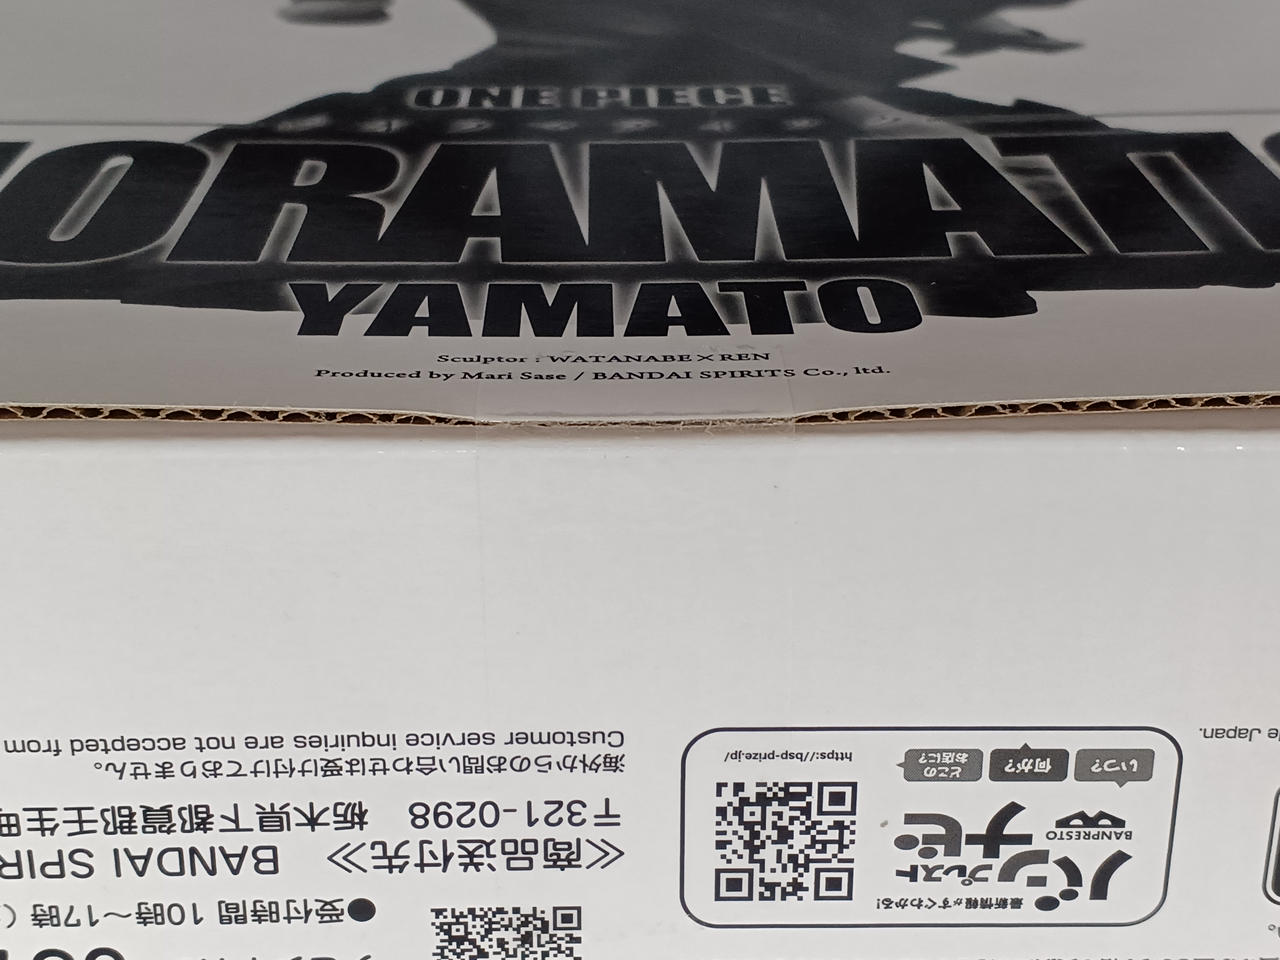 ONE PIECE
ORAMATI
YAMATO
Sculptor : WATANABE×REN
Produced by Mari Sase / BANDAI SPIRITS Co., ltd.
最新情報がすぐわかる!
バンプレストナビ
BANPRESTO
いつ? 何が? どこのお店に?
https://bsp-prize.jp/
●受付時間 10時〜17時(
≪商品送付先≫ BANDAI SPIR
〒321-0298 栃木県下都賀郡壬生町
海外からのお問い合わせは受け付けておりません。
Customer service inquiries are not accepted from
Japan.